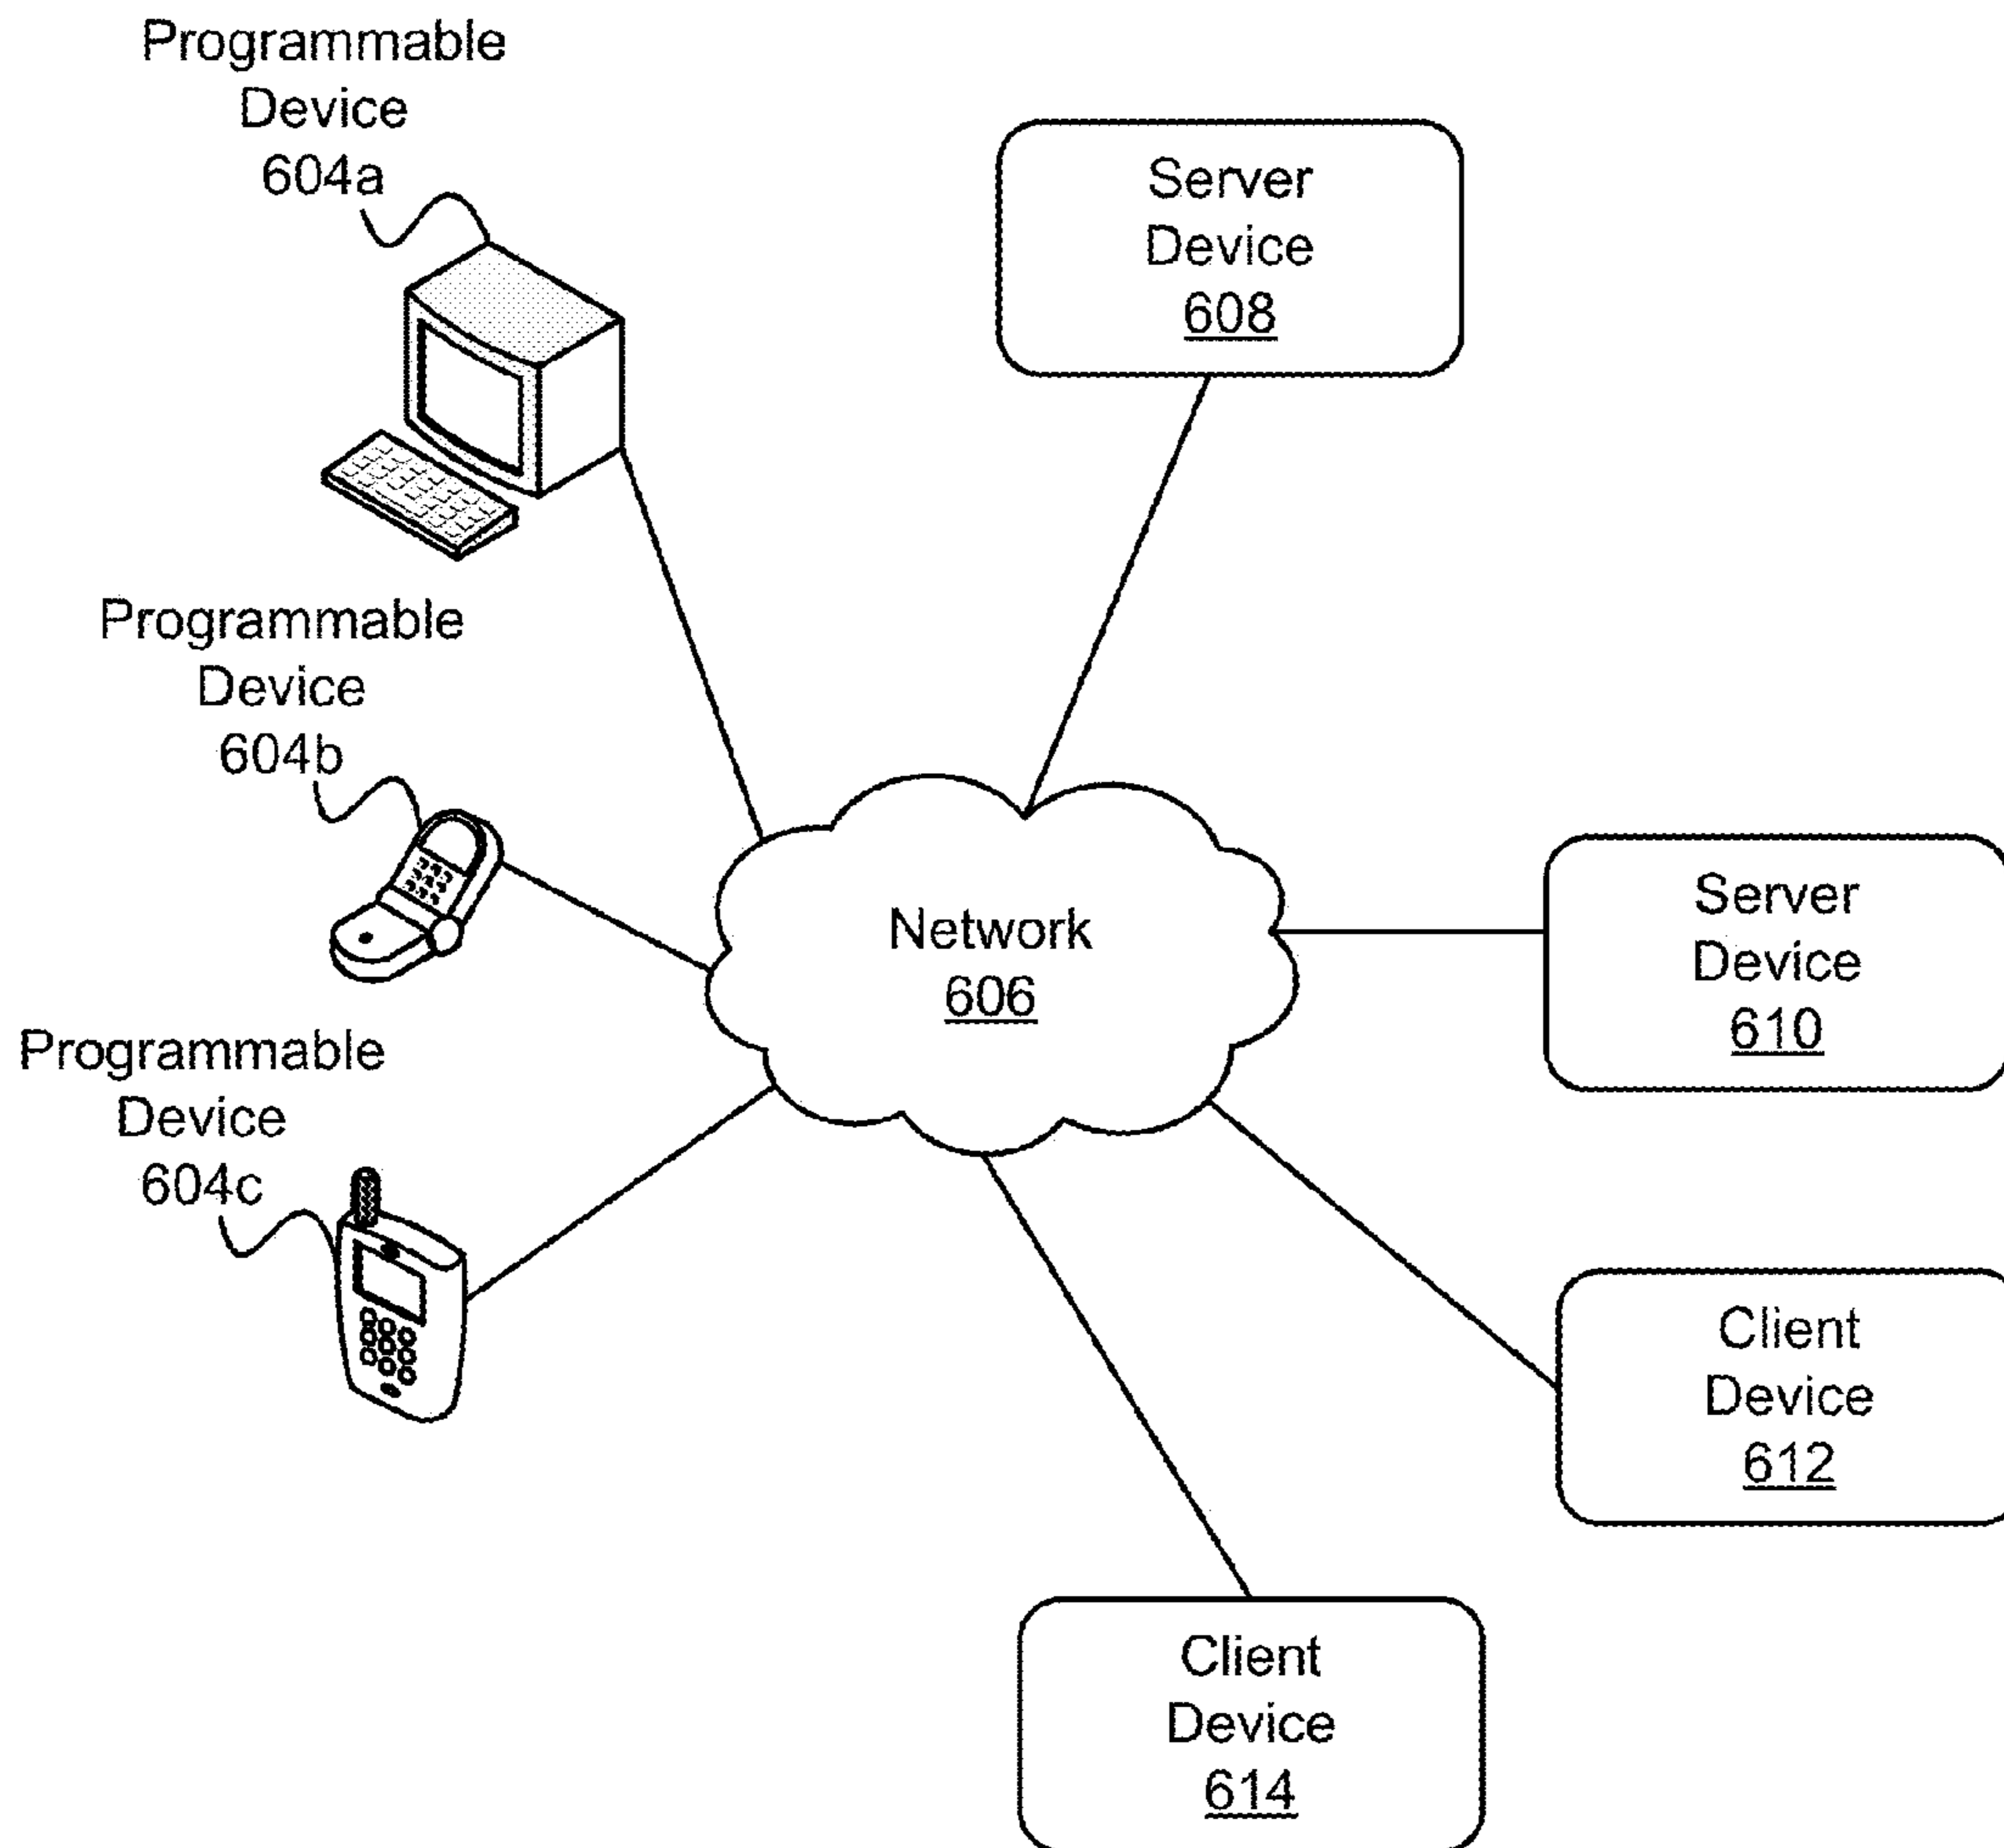 Programmable
Device
604a
Server
Device
608
Programmable
Device
604b
Network
606
Server
Device
610
Programmable
Device
604c
Client
Device
612
Client
Device
614